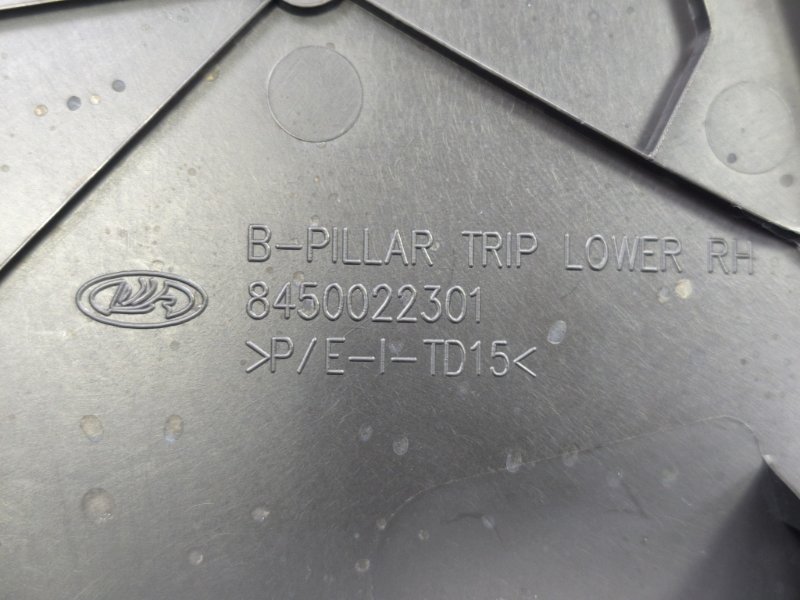 B-PILLAR TRIP LOWER RH
8450022301
>P/E-I-TD15<